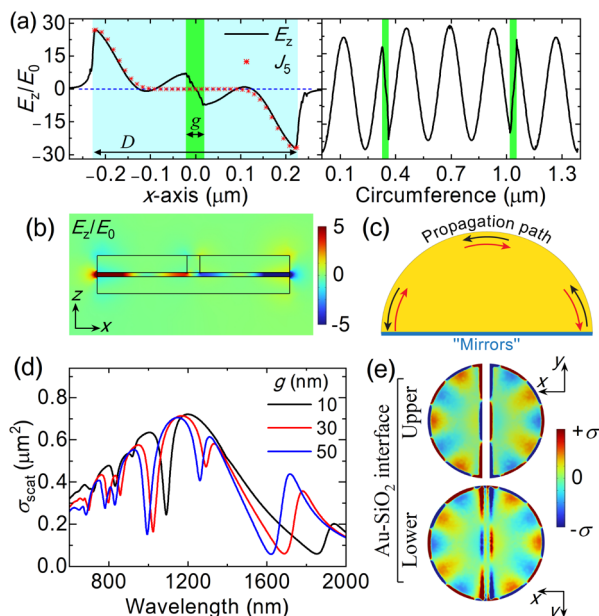 (a)
E_z/E_0
30
15
0
-15
-30
E_z
J_5
D
g
-0.2 -0.1 0.0 0.1 0.2
x-axis (μm)
0.1 0.4 0.7 1.0 1.3
Circumference (μm)
(b)
E_z/E_0
z
x
5
0
-5
(c)
Propagation path
"Mirrors"
(d)
σ_scat (μm²)
0.8
0.6
0.4
0.2
0.0
g (nm)
10
30
50
800 1200 1600 2000
Wavelength (nm)
(e)
Au-SiO₂ interface
Upper
Lower
y
x
+σ
0
-σ
x
y